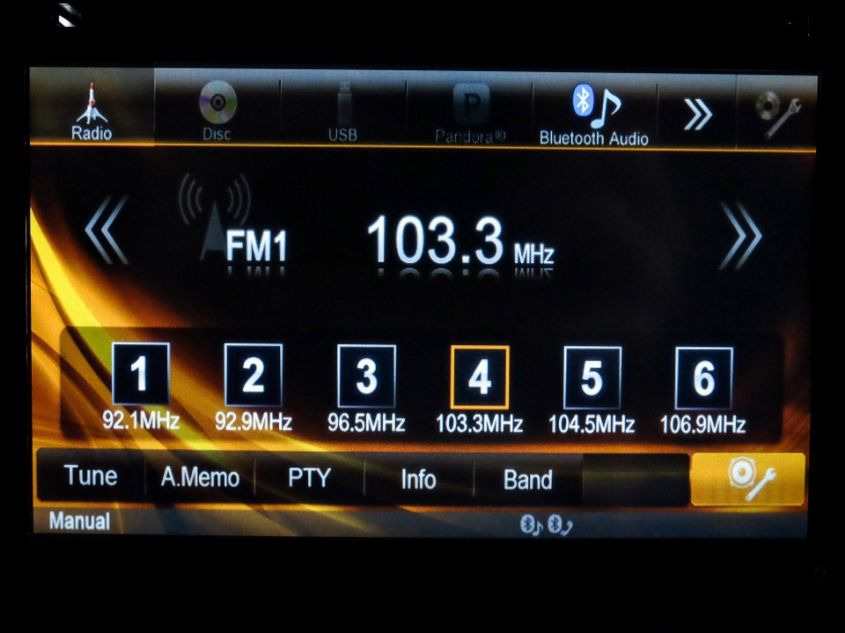 Radio Disc USB Pandora® Bluetooth Audio
FM1 103.3 MHz
1 2 3 4 5 6
92.1MHz 92.9MHz 96.5MHz 103.3MHz 104.5MHz 106.9MHz
Tune A.Memo PTY Info Band
Manual